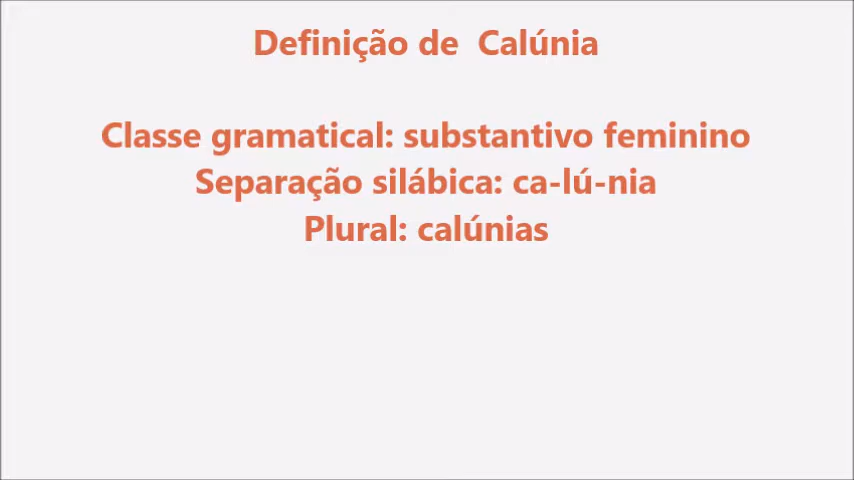 Definição de Calúnia
Classe gramatical: substantivo feminino
Separação silábica: ca-lú-nia
Plural: calúnias